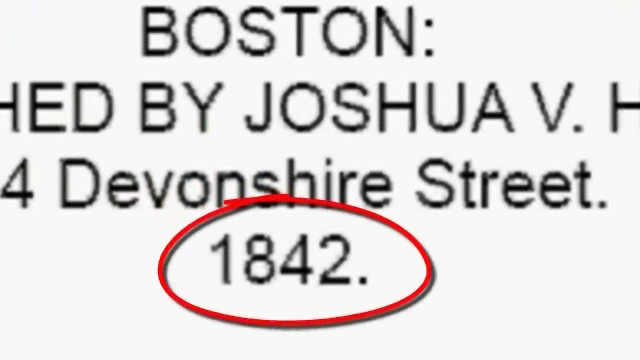 BOSTON:
HED BY JOSHUA V. H
4 Devonshire Street.
1842.